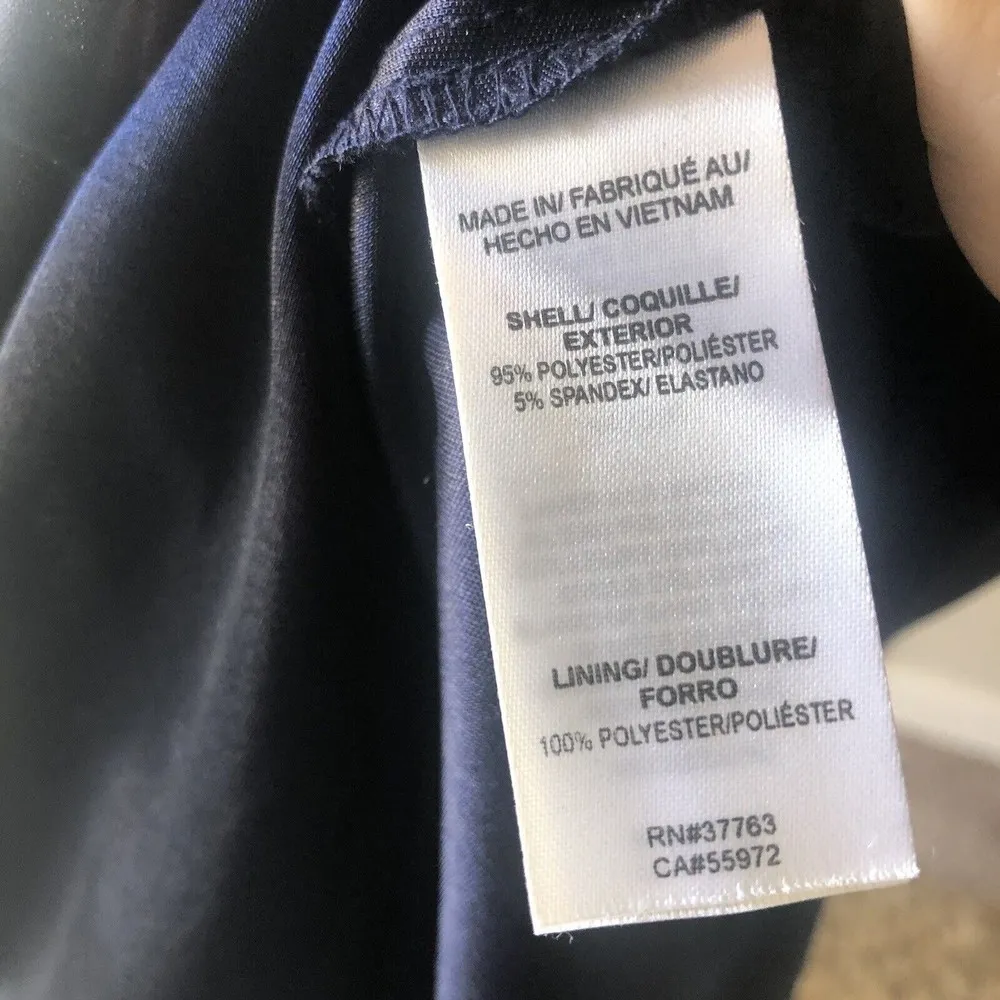 MADE IN/ FABRIQUÉ AU/
HECHO EN VIETNAM
SHELL/ COQUILLE/
EXTERIOR
95% POLYESTER/POLIÉSTER
5% SPANDEX/ ELASTANO
LINING/ DOUBLURE/
FORRO
100% POLYESTER/POLIÉSTER
RN#37763
CA#55972